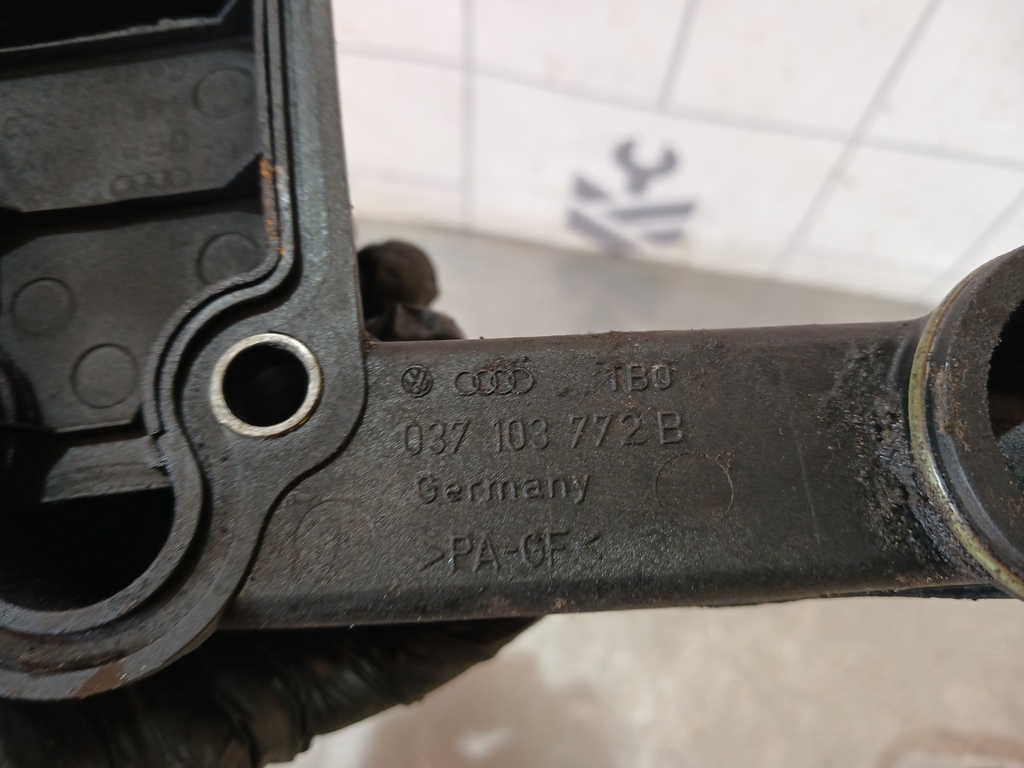 TBO
037 103 772 B
Germany
>PA-GF<